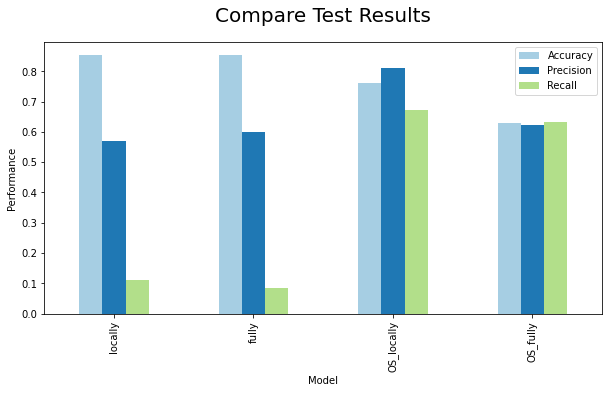 Compare Test Results
Accuracy
Precision
Recall
Performance
0.8
0.7
0.6
0.5
0.4
0.3
0.2
0.1
0.0
locally
fully
OS_locally
OS_fully
Model